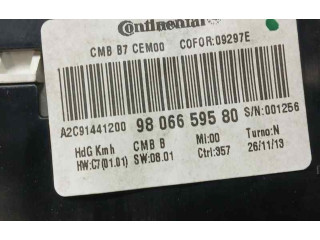 Continental
CMB B7 CEM00 COFOR:09297E
A2C91441200 98 066 595 80 S/N:001256
HdG Kmh CMB B Mi:00 Turno:N
HW:C7(01.01) SW:08.01 Ctrl:357 26/11/13